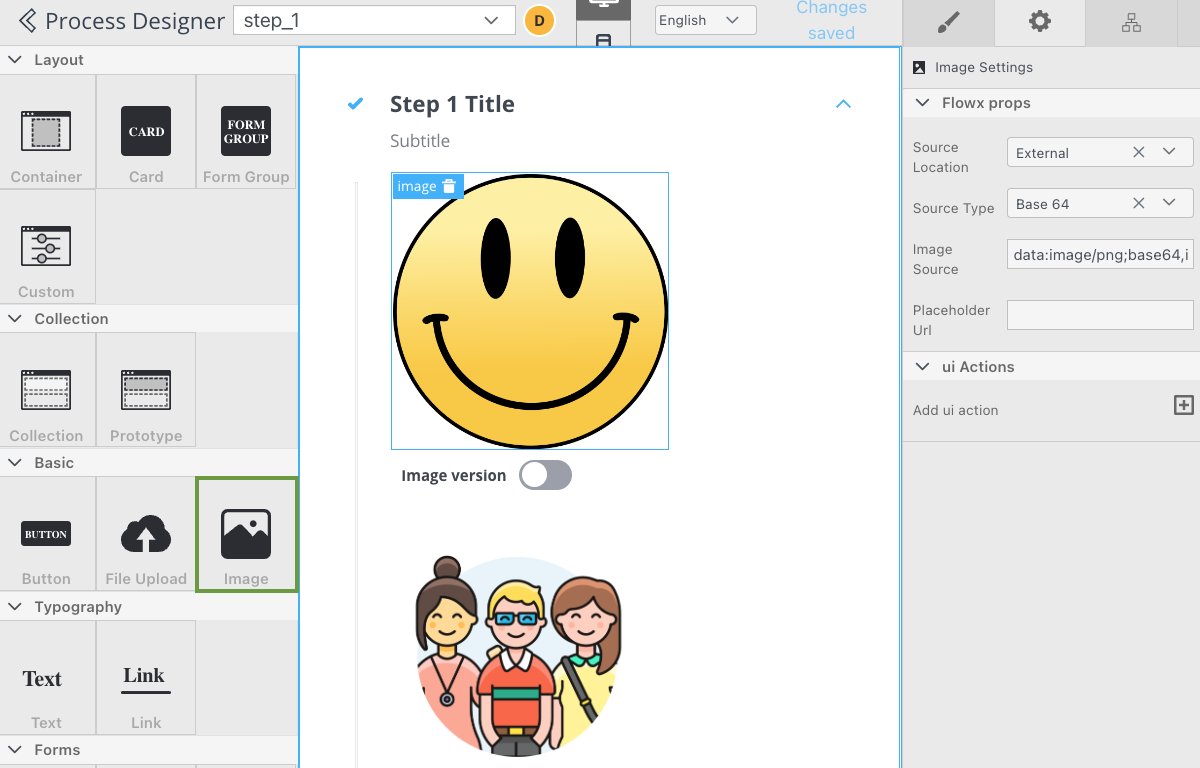 Process Designer
step_1
D
English
Changes
saved
Layout
CARD
FORM
GROUP
Container
Card
Form Group
Custom
Collection
Collection
Prototype
Basic
BUTTON
Button
File Upload
Image
Typography
Text
Link
Text
Link
Forms
Step 1 Title
Subtitle
image
Image version
Image Settings
Flowx props
Source
Location
External
Source Type
Base 64
Image
Source
data:image/png;base64,i
Placeholder
Url
ui Actions
Add ui action